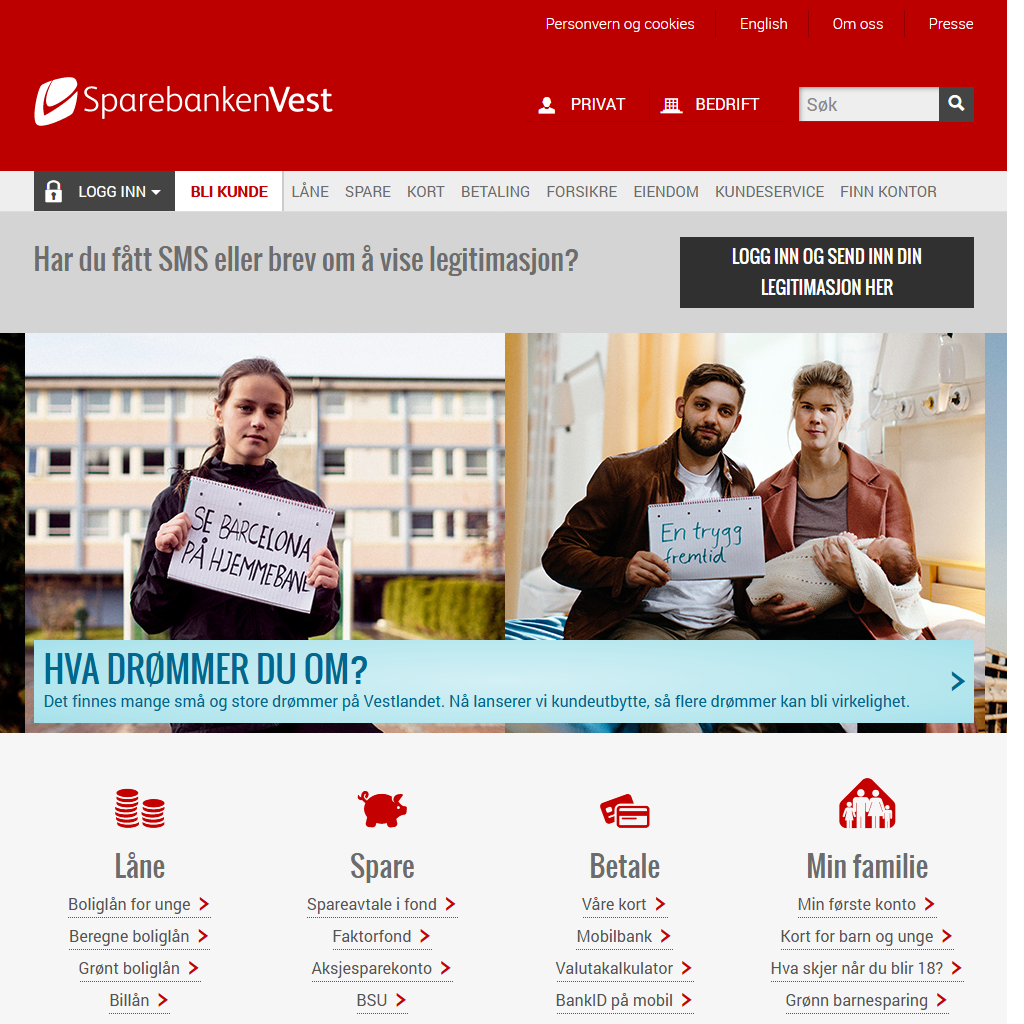 Personvern og cookies English Om oss Presse
SparebankenVest
PRIVAT BEDRIFT Søk
LOGG INN BLI KUNDE LÅNE SPARE KORT BETALING FORSIKRE EIENDOM KUNDESERVICE FINN KONTOR
Har du fått SMS eller brev om å vise legitimasjon?
LOGG INN OG SEND INN DIN
LEGITIMASJON HER
SE BARCELONA
PÅ HJEMMEBANE
En trygg
fremtid
HVA DRØMMER DU OM?
Det finnes mange små og store drømmer på Vestlandet. Nå lanserer vi kundeutbytte, så flere drømmer kan bli virkelighet.
Låne
Boliglån for unge
Beregne boliglån
Grønt boliglån
Billån
Spare
Spareavtale i fond
Faktorfond
Aksjesparekonto
BSU
Betale
Våre kort
Mobilbank
Valutakalkulator
BankID på mobil
Min familie
Min første konto
Kort for barn og unge
Hva skjer når du blir 18?
Grønn barnesparing